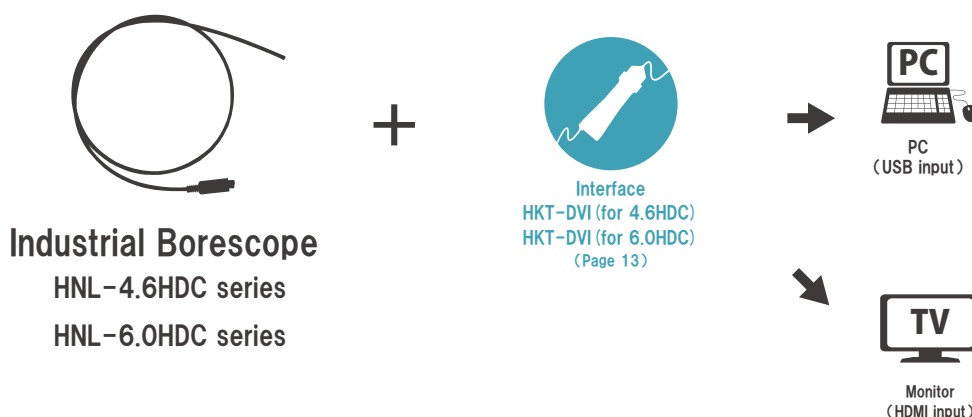 Industrial Borescope
HNL-4.6HDC series
HNL-6.0HDC series
+
Interface
HKT-DVI (for 4.6HDC)
HKT-DVI (for 6.0HDC)
(Page 13)
PC
PC
(USB input)
TV
Monitor
(HDMI input)